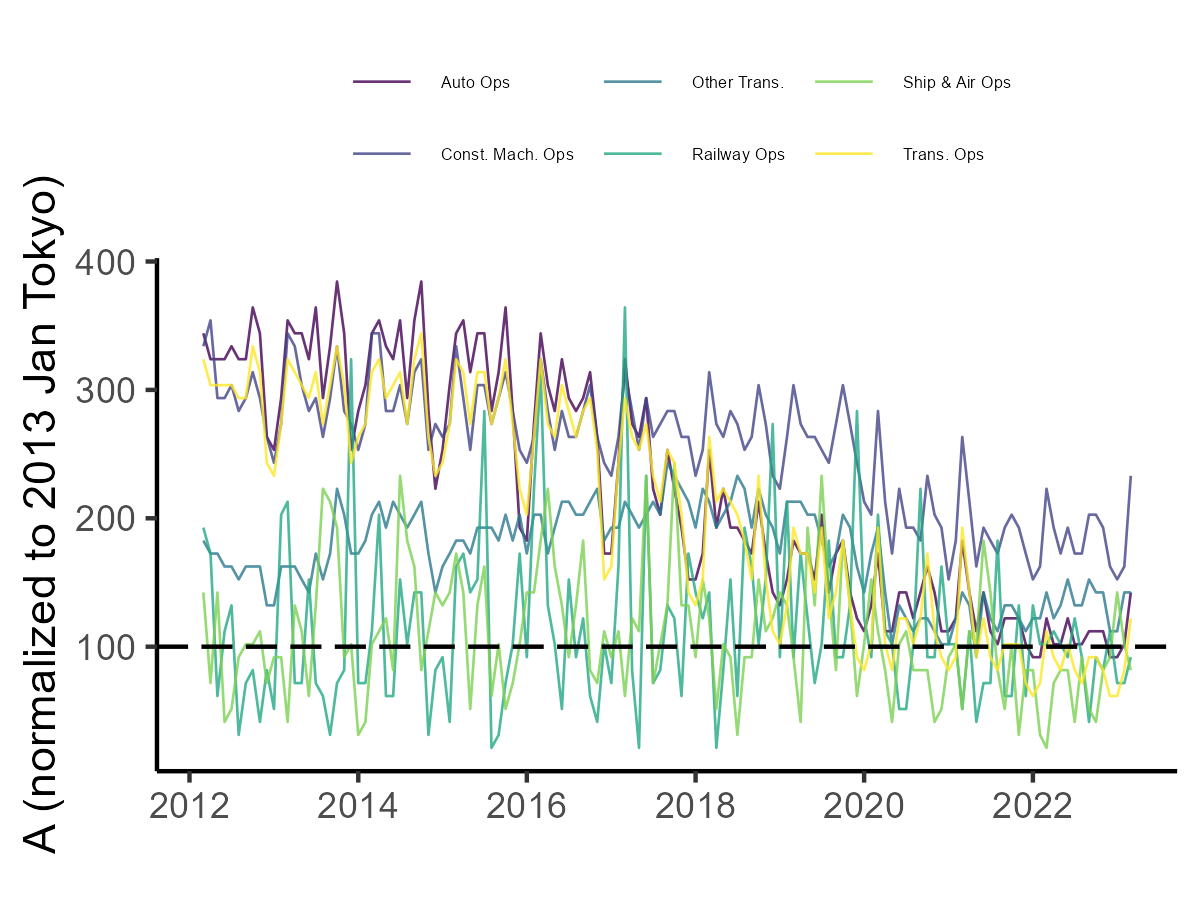 Auto Ops
Other Trans.
Ship & Air Ops
Const. Mach. Ops
Railway Ops
Trans. Ops
A (normalized to 2013 Jan Tokyo)
400
300
200
100
2012
2014
2016
2018
2020
2022